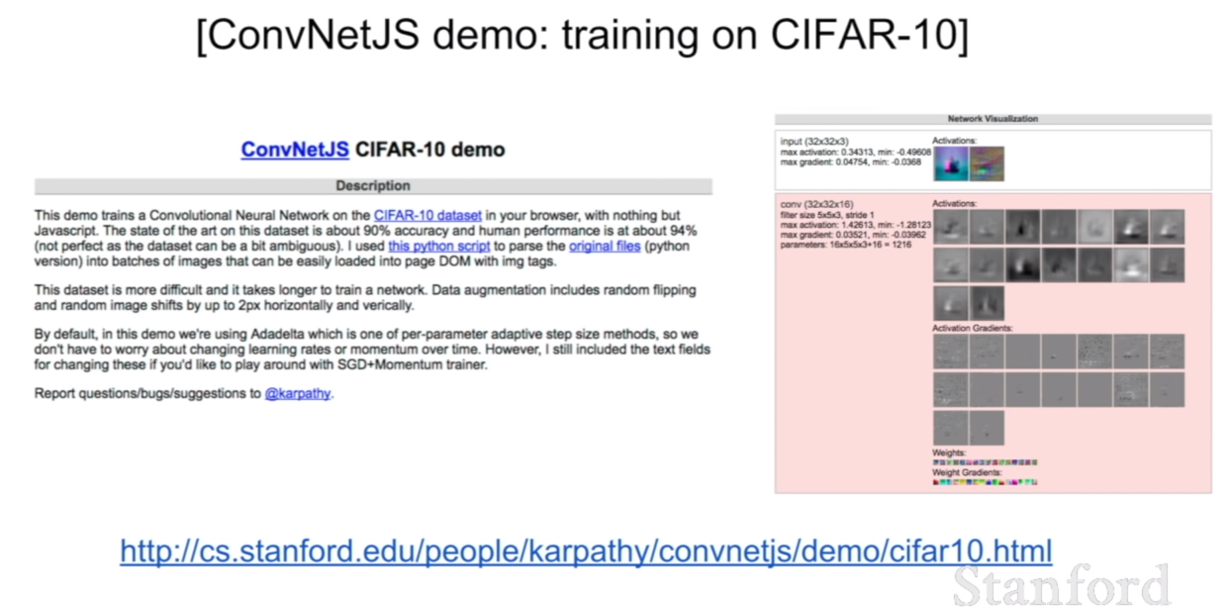 [ConvNetJS demo: training on CIFAR-10]
ConvNetJS CIFAR-10 demo
Description
This demo trains a Convolutional Neural Network on the CIFAR-10 dataset in your browser, with nothing but
Javascript. The state of the art on this dataset is about 90% accuracy and human performance is at about 94%
(not perfect as the dataset can be a bit ambiguous). I used this python script to parse the original files (python
version) into batches of images that can be easily loaded into page DOM with img tags.
This dataset is more difficult and it takes longer to train a network. Data augmentation includes random flipping
and random image shifts by up to 2px horizontally and verically.
By default, in this demo we're using Adadelta which is one of per-parameter adaptive step size methods, so we
don't have to worry about changing learning rates or momentum over time. However, I still included the text fields
for changing these if you'd like to play around with SGD+Momentum trainer.
Report questions/bugs/suggestions to @karpathy.
Network Visualization
input (32x32x3)
max activation: 0.34313, min: -0.49608
max gradient: 0.04754, min: -0.0368
Activations:
conv (32x32x16)
filter size 5x5x3, stride 1
max activation: 1.42613, min: -1.28123
max gradient: 0.03521, min: -0.03962
parameters: 16x5x5x3+16 = 1216
Activations:
Activation Gradients:
Weights:
Weight Gradients:
http://cs.stanford.edu/people/karpathy/convnetjs/demo/cifar10.html
Stanford